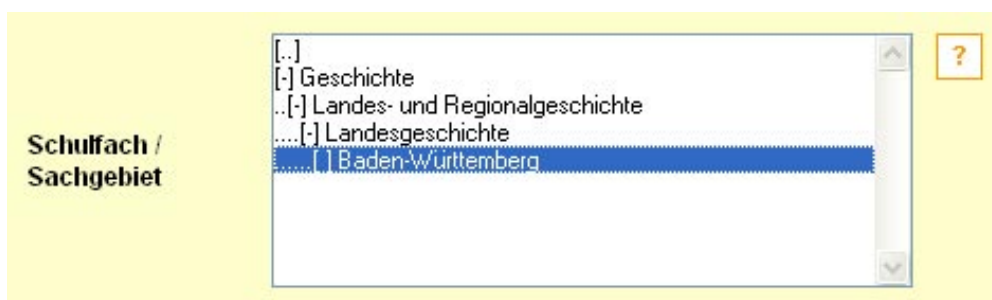 [..]
[-] Geschichte
..[-] Landes- und Regionalgeschichte
....[-] Landesgeschichte
......[ ] Baden-Württemberg
Schulfach /
Sachgebiet
?